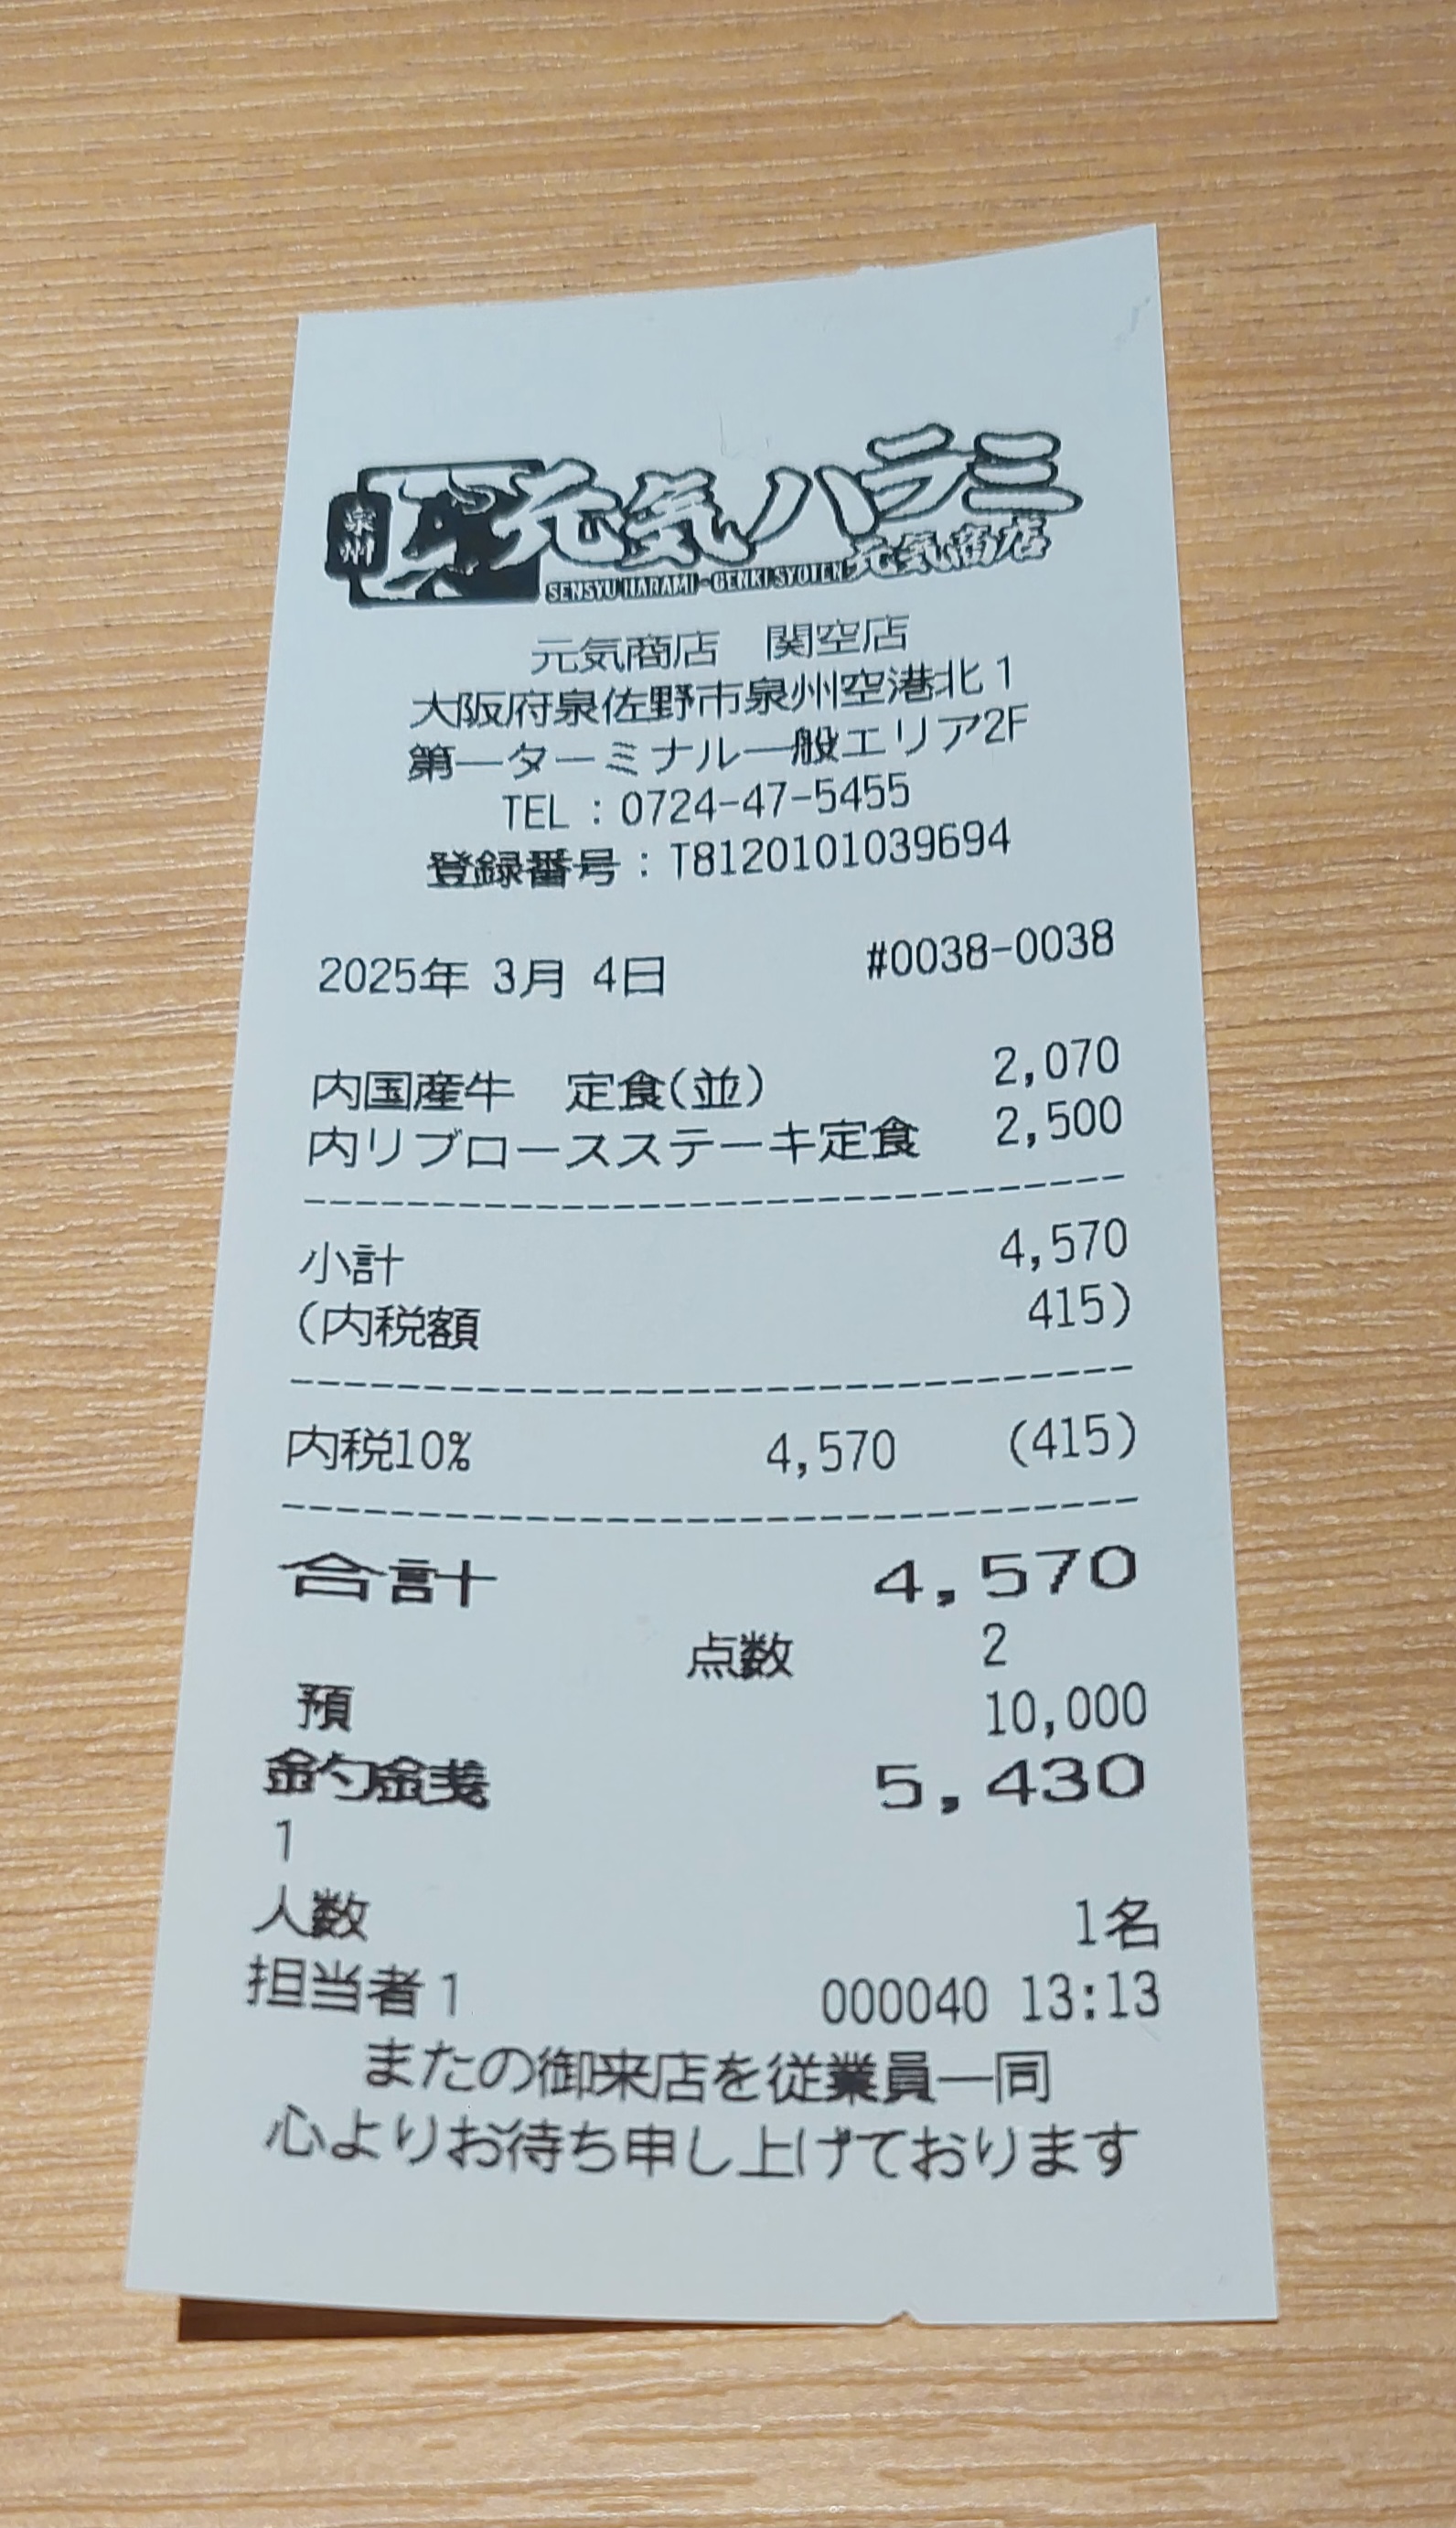 泉州
元気ハラミ
SENSYU HARAMI-GENKI SYOTEN 元気商店
元気商店　関空店
大阪府泉佐野市泉州空港北1
第一ターミナル一般エリア2F
TEL：0724-47-5455
登録番号：T8120101039694
2025年 3月 4日 #0038-0038
内国産牛　定食(並) 2,070
内リブロースステーキ定食 2,500
小計 4,570
(内税額 415)
内税10% 4,570 (415)
合計 4,570
点数 2
預 10,000
釣銭 5,430
1
人数 1名
担当者1 000040 13:13
またの御来店を従業員一同
心よりお待ち申し上げております